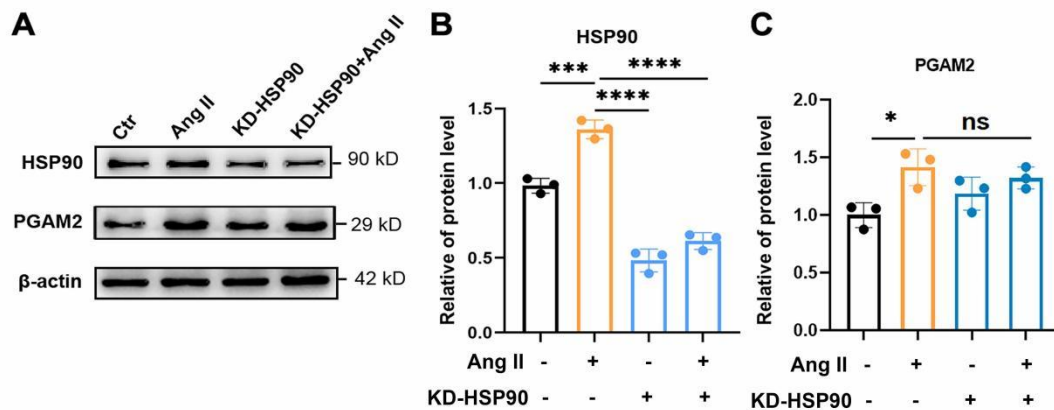 A
Ctr
Ang II
KD-HSP90
KD-HSP90+Ang II
HSP90
90 kD
PGAM2
29 kD
β-actin
42 kD
B
HSP90
***
****
****
Relative of protein level
1.5
1.0
0.5
0.0
Ang II - + - +
KD-HSP90 - - + +
C
PGAM2
*
ns
Relative of protein level
2.0
1.5
1.0
0.5
0.0
Ang II - + - +
KD-HSP90 - - + +